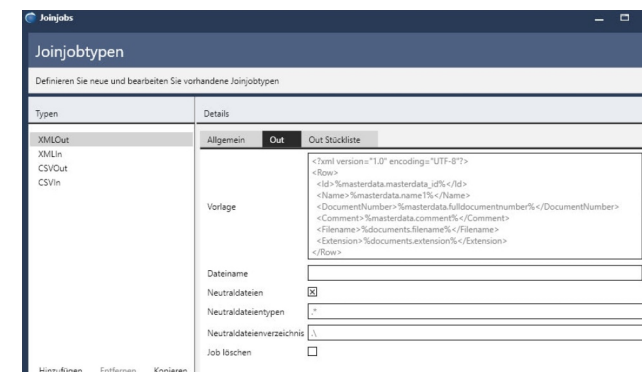 Joinjobs
Joinjobtypen
Definieren Sie neue und bearbeiten Sie vorhandene Joinjobtypen
Typen
XMLOut
XMLIn
CSVOut
CSVIn
Hinzufügen Entfernen Kopieren
Details
Allgemein Out Out Stückliste
Vorlage
<?xml version="1.0" encoding="UTF-8"?>
<Row>
<Id>%masterdata.masterdata_id%</Id>
<Name>%masterdata.name1%</Name>
<DocumentNumber>%masterdata.fulldocumentnumber%</DocumentNumber>
<Comment>%masterdata.comment%</Comment>
<Filename>%documents.filename%</Filename>
<Extension>%documents.extension%</Extension>
</Row>
Dateiname
Neutraldateien
Neutraldateientypen .*
Neutraldateienverzeichnis .\
Job löschen